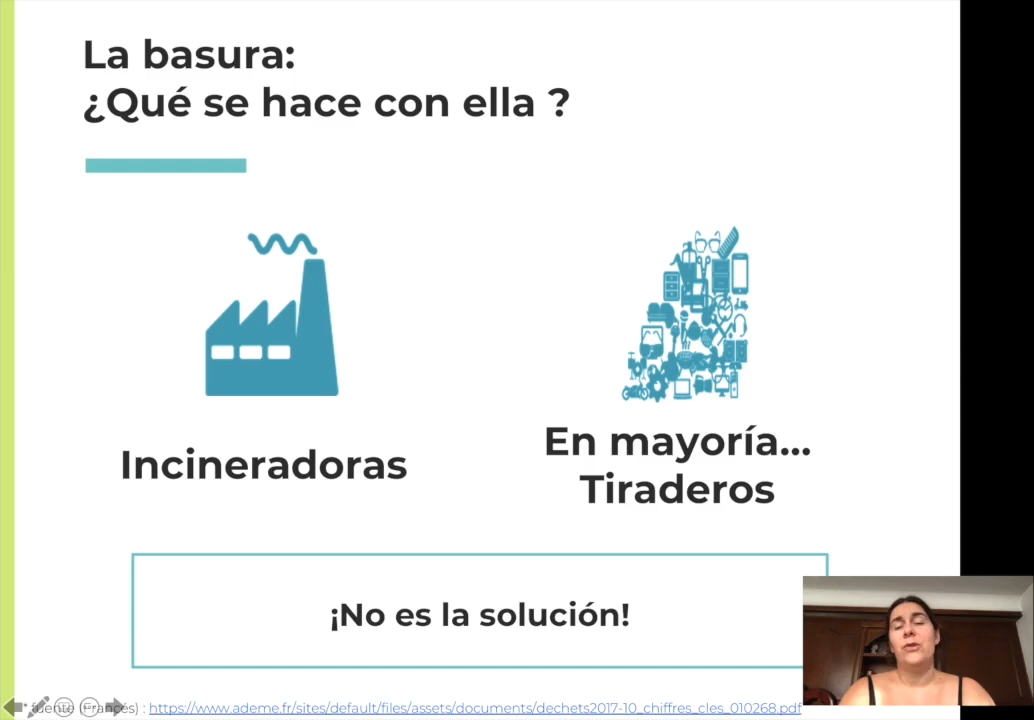 La basura:
¿Qué se hace con ella ?
Incineradoras
En mayoría...
Tiraderos
¡No es la solución!
* fuente (Francés) : https://www.ademe.fr/sites/default/files/assets/documents/dechets2017-10_chiffres_cles_010268.pdf